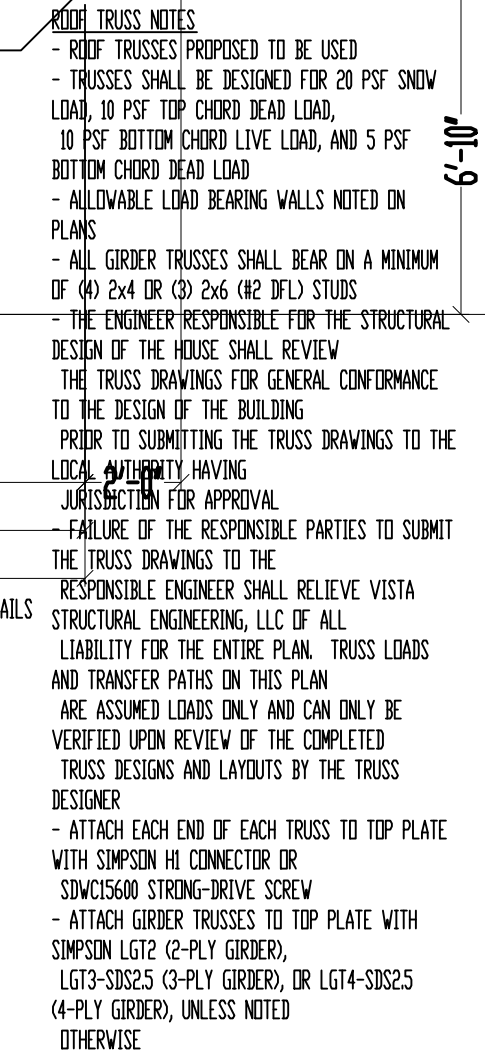 ROOF TRUSS NOTES
- ROOF TRUSSES PROPOSED TO BE USED
- TRUSSES SHALL BE DESIGNED FOR 20 PSF SNOW
LOAD, 10 PSF TOP CHORD DEAD LOAD,
10 PSF BOTTOM CHORD LIVE LOAD, AND 5 PSF
BOTTOM CHORD DEAD LOAD
6'-10"
- ALLOWABLE LOAD BEARING WALLS NOTED ON
PLANS
- ALL GIRDER TRUSSES SHALL BEAR ON A MINIMUM
OF (4) 2x4 OR (3) 2x6 (#2 DFL) STUDS
- THE ENGINEER RESPONSIBLE FOR THE STRUCTURAL
DESIGN OF THE HOUSE SHALL REVIEW
THE TRUSS DRAWINGS FOR GENERAL CONFORMANCE
TO THE DESIGN OF THE BUILDING
PRIOR TO SUBMITTING THE TRUSS DRAWINGS TO THE
LOCAL AUTHORITY HAVING
2'-0"
JURISDICTION FOR APPROVAL
- FAILURE OF THE RESPONSIBLE PARTIES TO SUBMIT
THE TRUSS DRAWINGS TO THE
RESPONSIBLE ENGINEER SHALL RELIEVE VISTA
AILS
STRUCTURAL ENGINEERING, LLC OF ALL
LIABILITY FOR THE ENTIRE PLAN. TRUSS LOADS
AND TRANSFER PATHS ON THIS PLAN
ARE ASSUMED LOADS ONLY AND CAN ONLY BE
VERIFIED UPON REVIEW OF THE COMPLETED
TRUSS DESIGNS AND LAYOUTS BY THE TRUSS
DESIGNER
- ATTACH EACH END OF EACH TRUSS TO TOP PLATE
WITH SIMPSON H1 CONNECTOR OR
SDWC15600 STRONG-DRIVE SCREW
- ATTACH GIRDER TRUSSES TO TOP PLATE WITH
SIMPSON LGT2 (2-PLY GIRDER),
LGT3-SDS2.5 (3-PLY GIRDER), OR LGT4-SDS2.5
(4-PLY GIRDER), UNLESS NOTED
OTHERWISE